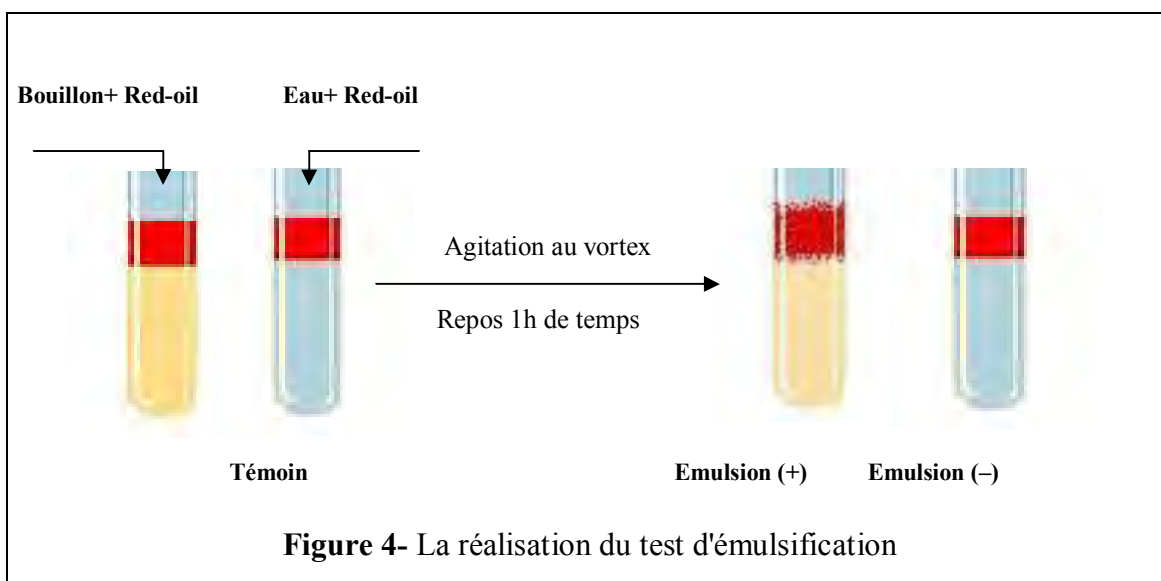 Bouillon+ Red-oil
Eau+ Red-oil
Agitation au vortex
Repos 1h de temps
Témoin
Emulsion (+)
Emulsion (–)
Figure 4- La réalisation du test d'émulsification